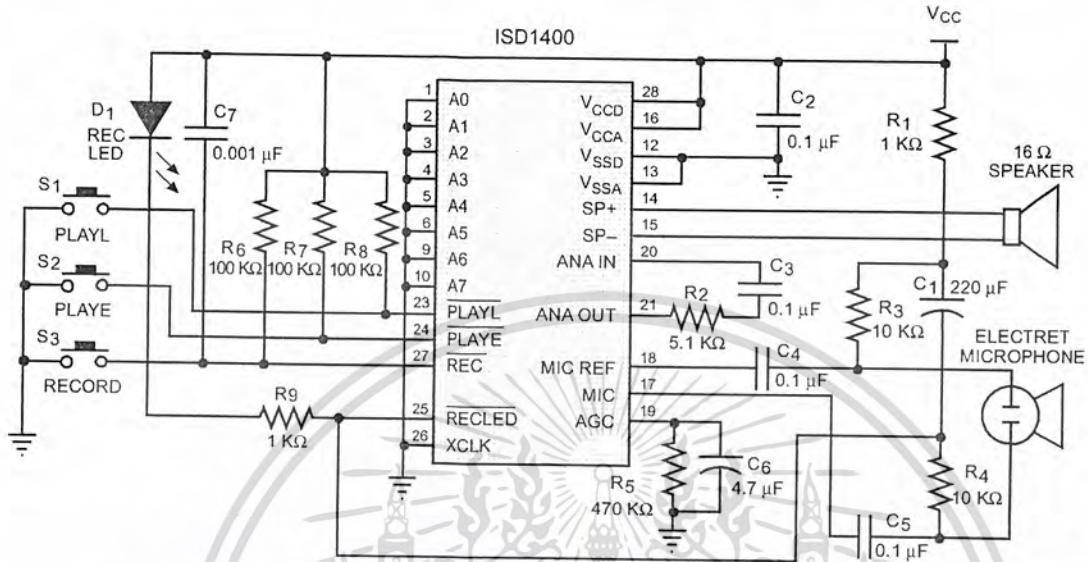 ISD1400
VCC
D1
REC
LED
C7
0.001 µF
S1
PLAYL
S2
PLAYE
S3
RECORD
R6
100 KΩ
R7
100 KΩ
R8
100 KΩ
R9
1 KΩ
1 A0
2 A1
3 A2
4 A3
5 A4
6 A5
9 A6
10 A7
23 PLAYL
24 PLAYE
27 REC
25 RECLED
26 XCLK
VCCD 28
VCCA 16
VSSD 12
VSSA 13
SP+ 14
SP– 15
ANA IN 20
ANA OUT 21
MIC REF 18
MIC 17
AGC 19
C2
0.1 µF
R1
1 KΩ
16 Ω
SPEAKER
C3
0.1 µF
R2
5.1 KΩ
R3
10 KΩ
C1
220 µF
C4
0.1 µF
ELECTRET
MICROPHONE
R5
470 KΩ
C6
4.7 µF
R4
10 KΩ
C5
0.1 µF